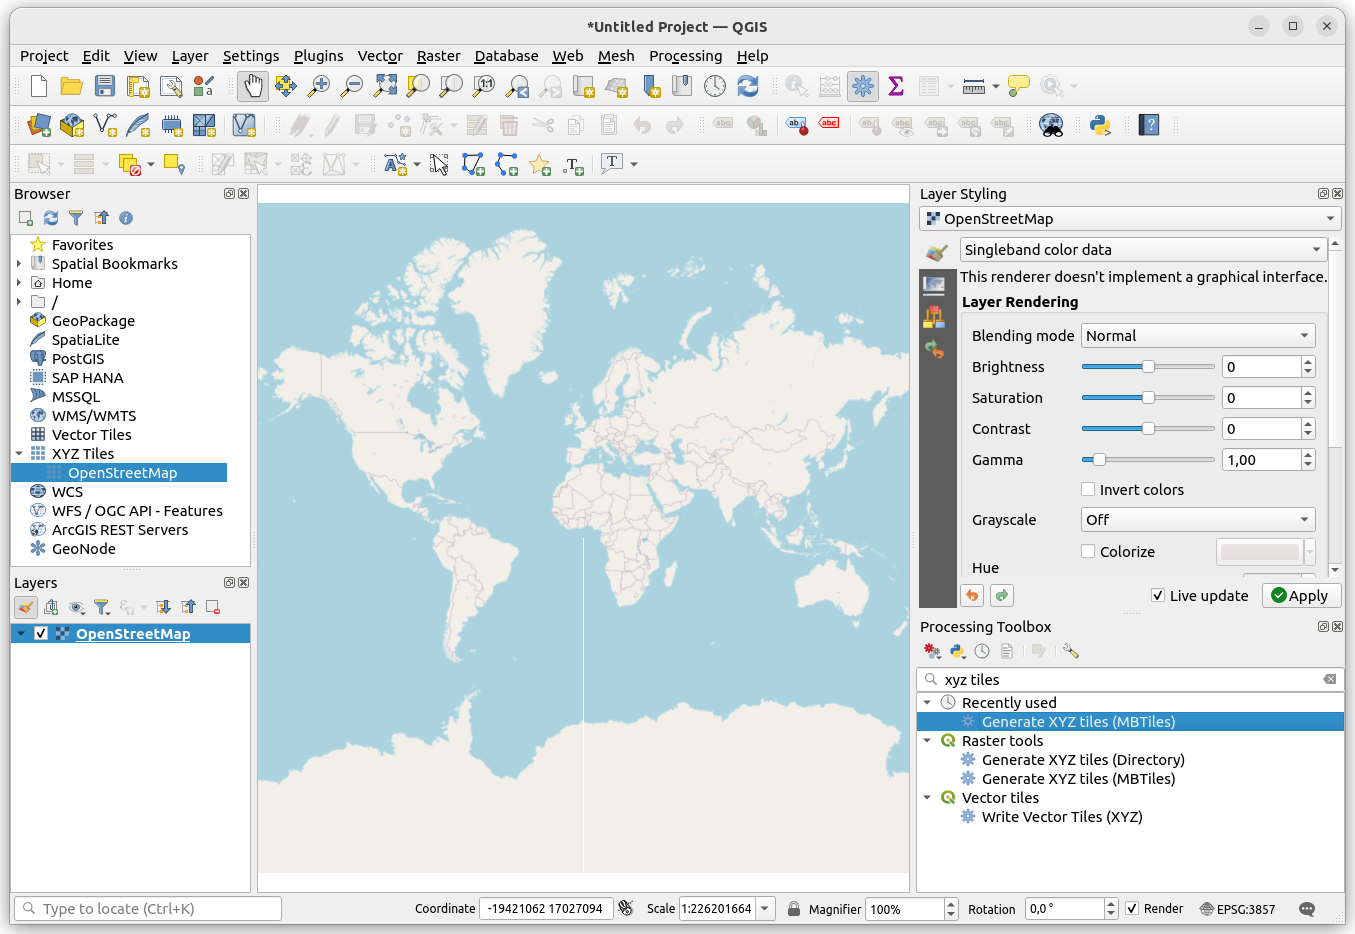 *Untitled Project — QGIS
Project Edit View Layer Settings Plugins Vector Raster Database Web Mesh Processing Help
Browser
Favorites
Spatial Bookmarks
Home
/
GeoPackage
SpatiaLite
PostGIS
SAP HANA
MSSQL
WMS/WMTS
Vector Tiles
XYZ Tiles
OpenStreetMap
WCS
WFS / OGC API - Features
ArcGIS REST Servers
GeoNode
Layers
OpenStreetMap
Layer Styling
OpenStreetMap
Singleband color data
This renderer doesn't implement a graphical interface.
Layer Rendering
Blending mode Normal
Brightness 0
Saturation 0
Contrast 0
Gamma 1,00
Invert colors
Grayscale Off
Colorize
Hue
Live update Apply
Processing Toolbox
xyz tiles
Recently used
Generate XYZ tiles (MBTiles)
Raster tools
Generate XYZ tiles (Directory)
Generate XYZ tiles (MBTiles)
Vector tiles
Write Vector Tiles (XYZ)
Type to locate (Ctrl+K) Coordinate -19421062 17027094 Scale 1:226201664 Magnifier 100% Rotation 0,0 ° Render EPSG:3857